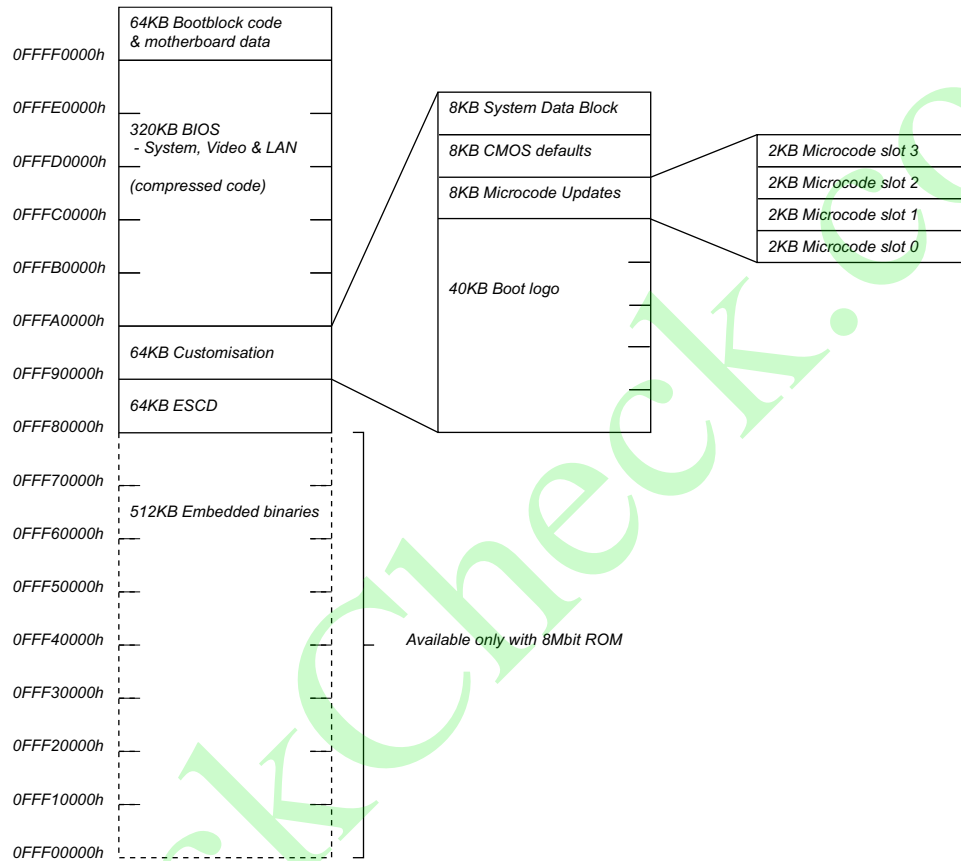 64KB Bootblock code
& motherboard data
0FFFF0000h
0FFFE0000h
320KB BIOS
- System, Video & LAN
(compressed code)
0FFFD0000h
0FFFC0000h
0FFFB0000h
0FFFA0000h
64KB Customisation
0FFF90000h
64KB ESCD
0FFF80000h
0FFF70000h
512KB Embedded binaries
0FFF60000h
0FFF50000h
0FFF40000h
0FFF30000h
0FFF20000h
0FFF10000h
0FFF00000h
8KB System Data Block
8KB CMOS defaults
8KB Microcode Updates
40KB Boot logo
2KB Microcode slot 3
2KB Microcode slot 2
2KB Microcode slot 1
2KB Microcode slot 0
Available only with 8Mbit ROM